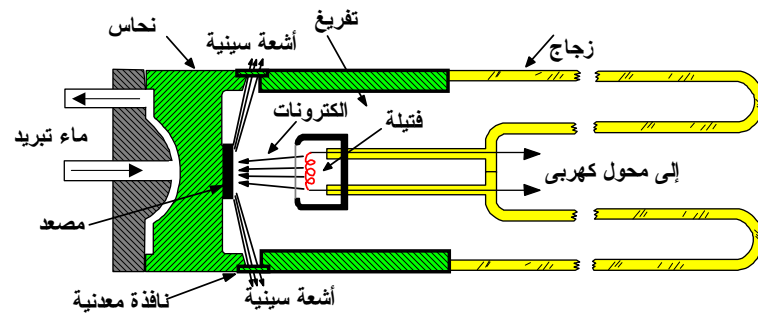 تفريغ
أشعة سينية
نحاس
زجاج
الكترونات
فتيلة
ماء تبريد
إلى محول كهربى
مصعد
أشعة سينية
نافذة معدنية